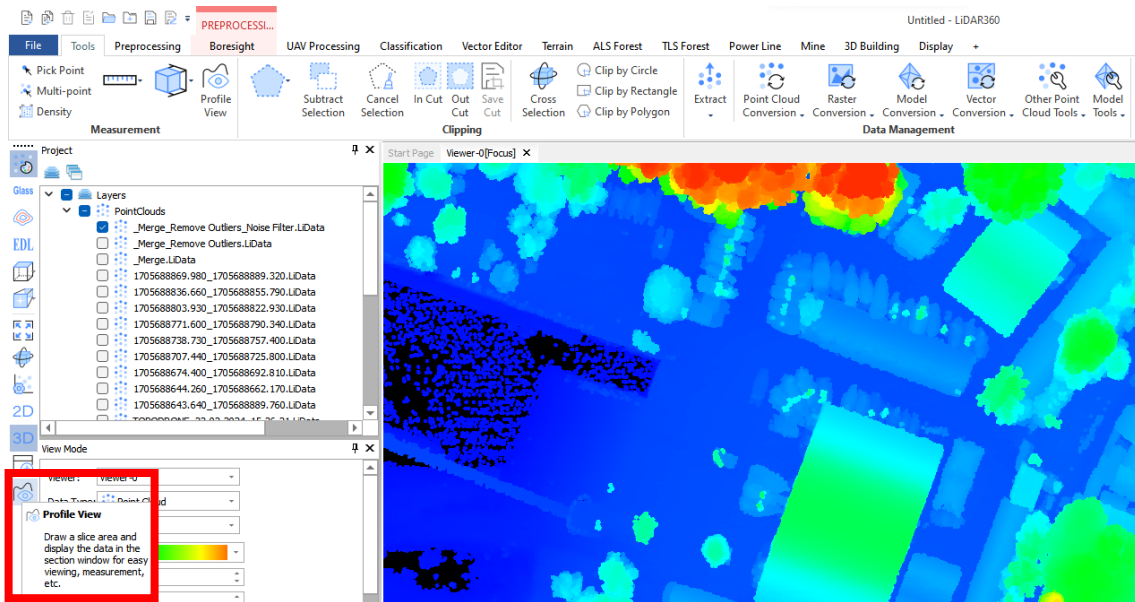 PREPROCESSI...
Untitled - LiDAR360
File Tools Preprocessing Boresight UAV Processing Classification Vector Editor Terrain ALS Forest TLS Forest Power Line Mine 3D Building Display +
Pick Point
Multi-point
Density
Profile
View
Measurement
Subtract
Selection
Cancel
Selection
In Cut
Out
Cut
Save
Cut
Cross
Selection
Clip by Circle
Clip by Rectangle
Clip by Polygon
Clipping
Extract
Point Cloud
Conversion
Raster
Conversion
Model
Conversion
Vector
Conversion
Other Point
Cloud Tools
Model
Tools
Data Management
Project
Start Page Viewer-0[Focus]
Glass
EDL
2D
3D
Layers
PointClouds
_Merge_Remove Outliers_Noise Filter.LiData
_Merge_Remove Outliers.LiData
_Merge.LiData
1705688869.980_1705688889.320.LiData
1705688836.660_1705688855.790.LiData
1705688803.930_1705688822.930.LiData
1705688771.600_1705688790.340.LiData
1705688738.730_1705688757.400.LiData
1705688707.440_1705688725.800.LiData
1705688674.400_1705688692.810.LiData
1705688644.260_1705688662.170.LiData
1705688643.640_1705688889.760.LiData
View Mode
Viewer: Viewer-0
Data Type: Point Cloud
Profile View
Draw a slice area and
display the data in the
section window for easy
viewing, measurement,
etc.